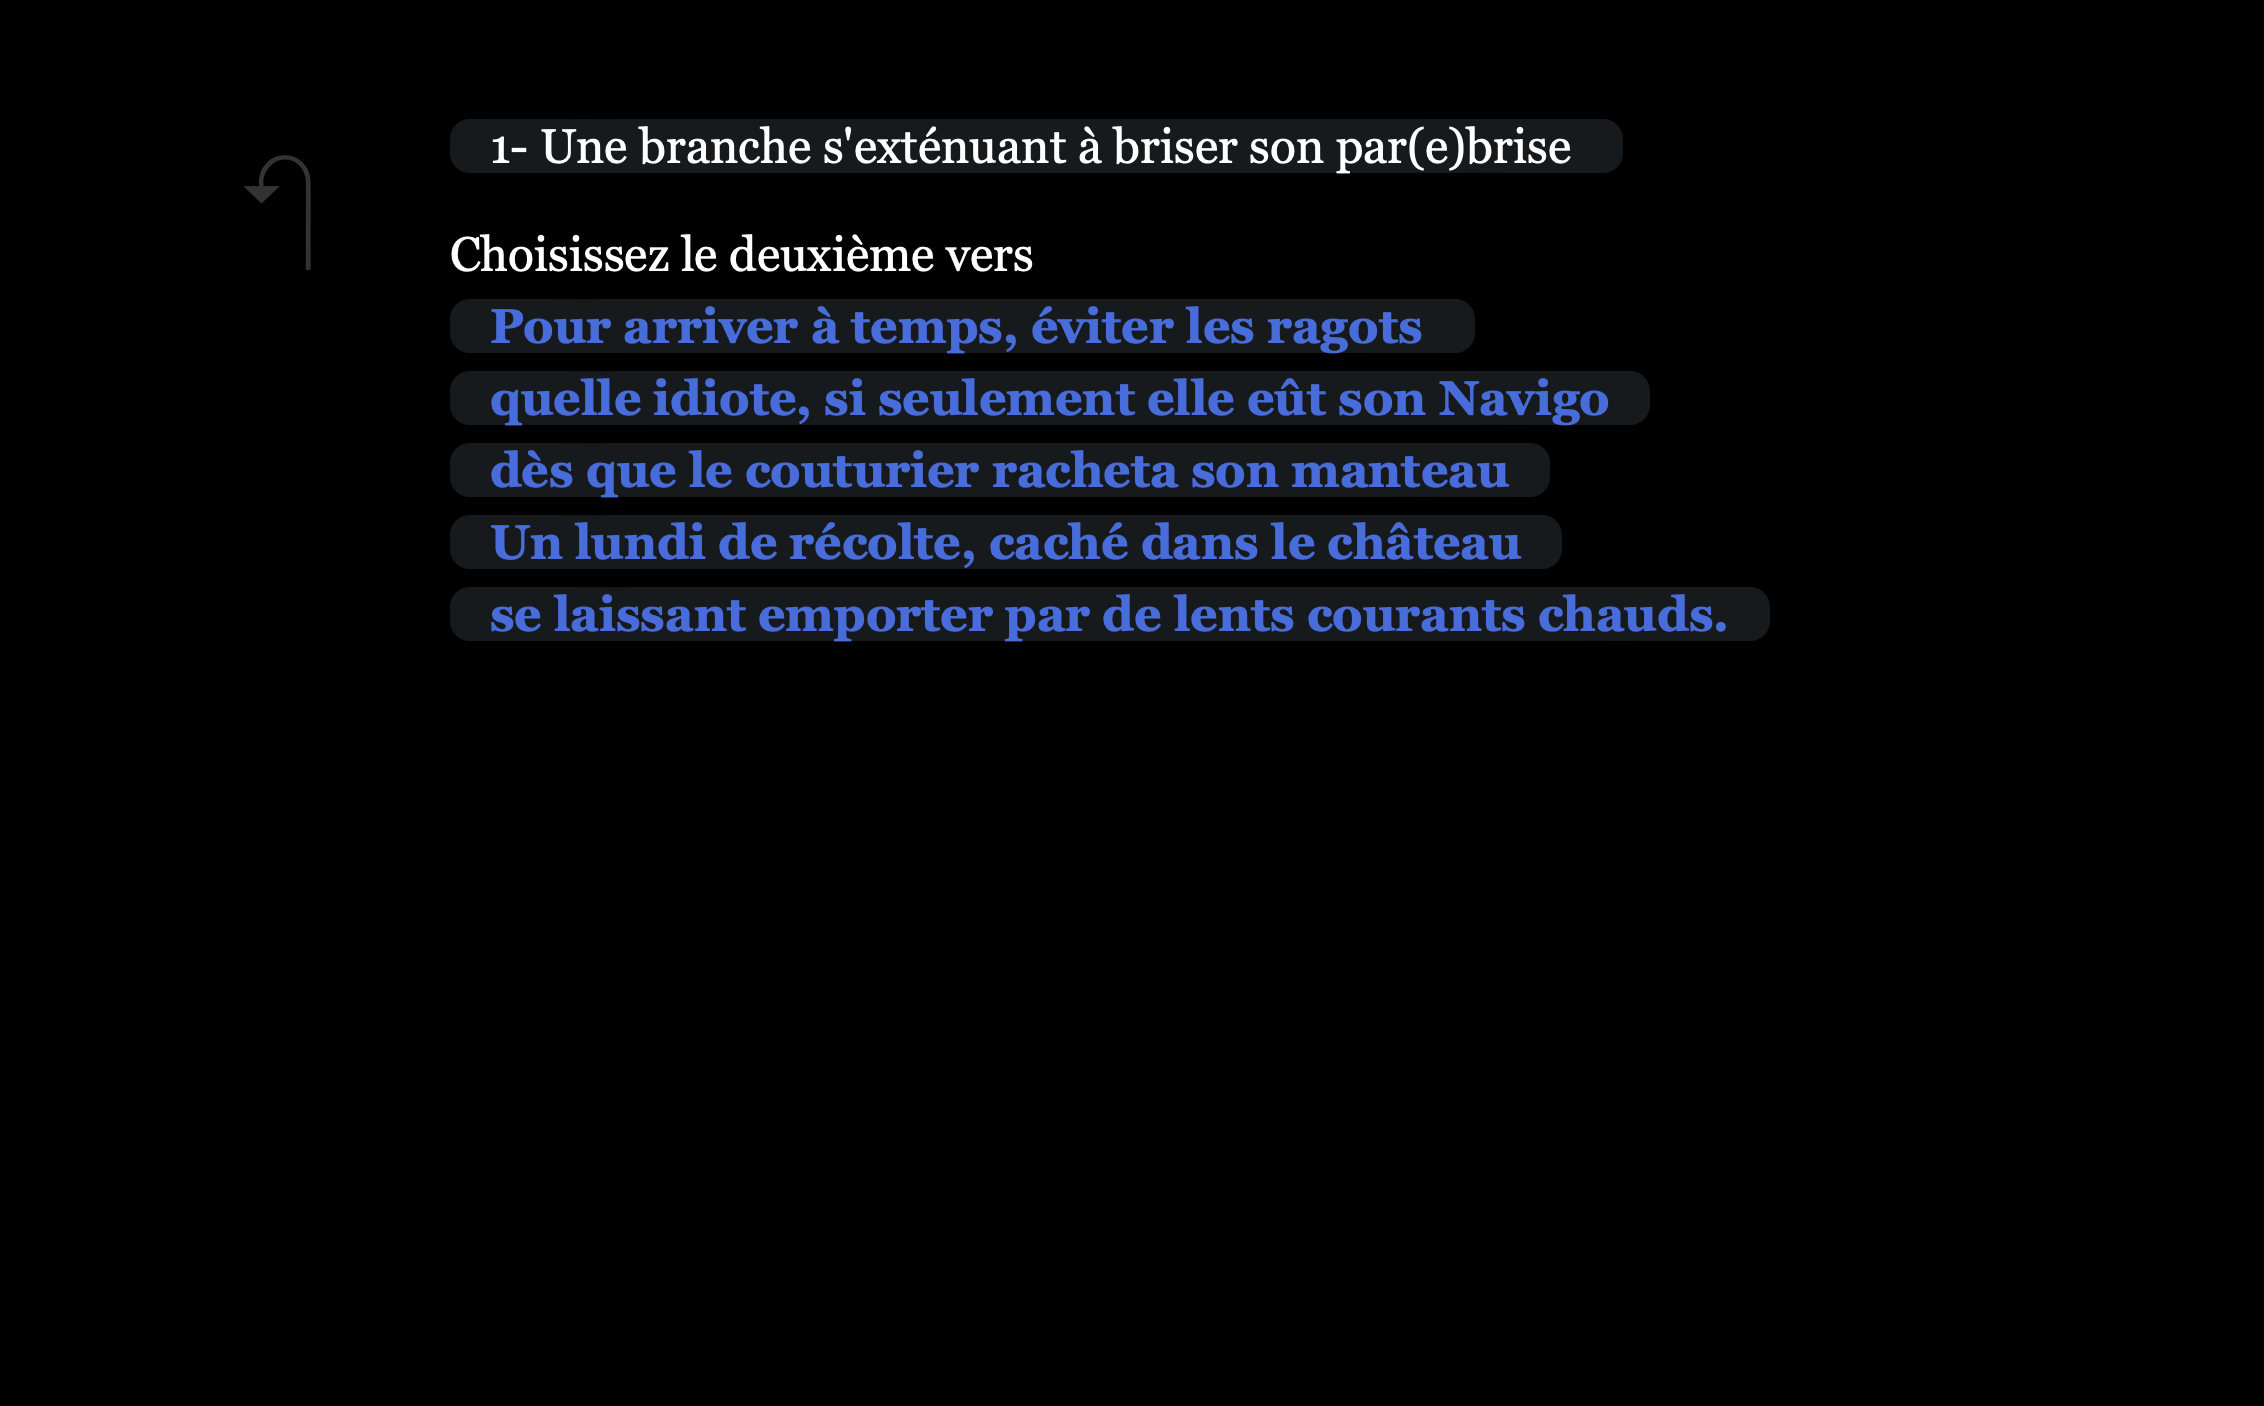 1- Une branche s'exténuant à briser son par(e)brise
Choisissez le deuxième vers
Pour arriver à temps, éviter les ragots
quelle idiote, si seulement elle eût son Navigo
dès que le couturier racheta son manteau
Un lundi de récolte, caché dans le château
se laissant emporter par de lents courants chauds.